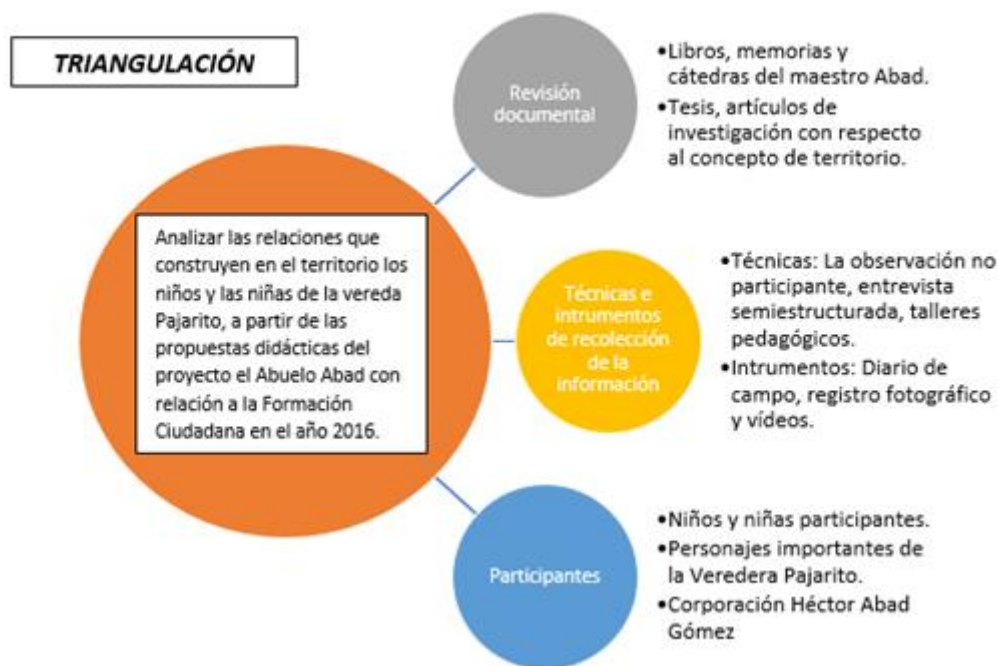 TRIANGULACIÓN
Analizar las relaciones que
construyen en el territorio los
niños y las niñas de la vereda
Pajarito, a partir de las
propuestas didácticas del
proyecto el Abuelo Abad con
relación a la Formación
Ciudadana en el año 2016.
Revisión
documental
•Libros, memorias y
cátedras del maestro Abad.
•Tesis, artículos de
investigación con respecto
al concepto de territorio.
Técnicas e
intrumentos
de recolección
de la
información
•Técnicas: La observación no
participante, entrevista
semiestructurada, talleres
pedagógicos.
•Intrumentos: Diario de
campo, registro fotográfico
y vídeos.
Participantes
•Niños y niñas participantes.
•Personajes importantes de
la Veredera Pajarito.
•Corporación Héctor Abad
Gómez